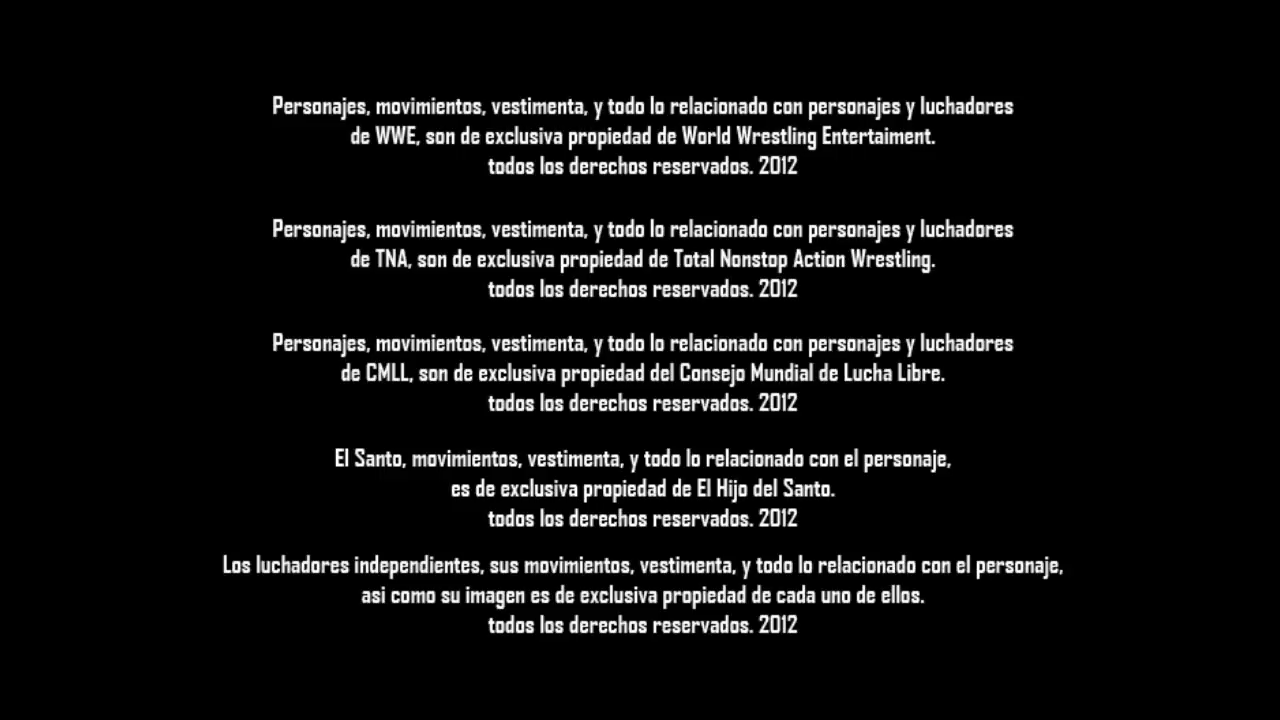 Personajes, movimientos, vestimenta, y todo lo relacionado con personajes y luchadores
de WWE, son de exclusiva propiedad de World Wrestling Entertaiment.
todos los derechos reservados. 2012
Personajes, movimientos, vestimenta, y todo lo relacionado con personajes y luchadores
de TNA, son de exclusiva propiedad de Total Nonstop Action Wrestling.
todos los derechos reservados. 2012
Personajes, movimientos, vestimenta, y todo lo relacionado con personajes y luchadores
de CMLL, son de exclusiva propiedad del Consejo Mundial de Lucha Libre.
todos los derechos reservados. 2012
El Santo, movimientos, vestimenta, y todo lo relacionado con el personaje,
es de exclusiva propiedad de El Hijo del Santo.
todos los derechos reservados. 2012
Los luchadores independientes, sus movimientos, vestimenta, y todo lo relacionado con el personaje,
asi como su imagen es de exclusiva propiedad de cada uno de ellos.
todos los derechos reservados. 2012